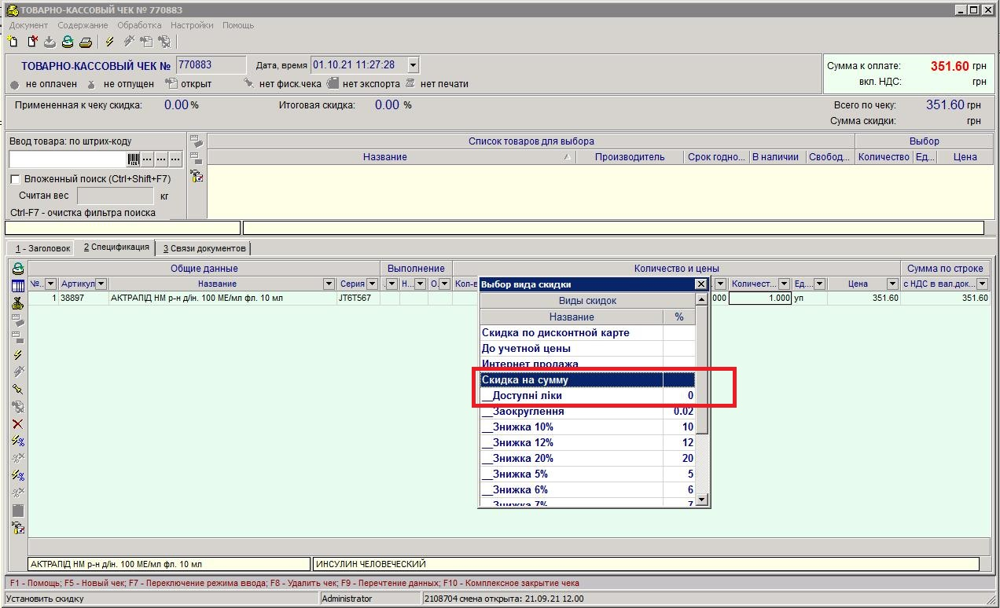 ТОВАРНО-КАССОВЫЙ ЧЕК № 770883
Документ Содержание Обработка Настройки Помощь
ТОВАРНО-КАССОВЫЙ ЧЕК № 770883 Дата, время 01.10.21 11:27:28 Сумма к оплате: 351.60 грн
вкл. НДС: грн
не оплачен не отпущен открыт нет фиск.чека нет экспорта нет печати
Примененная к чеку скидка: 0.00 % Итоговая скидка: 0.00 % Всего по чеку: 351.60 грн
Сумма скидки: грн
Ввод товара: по штрих-коду Список товаров для выбора Выбор
Название Производитель Срок годно... В наличии Свобод... Количество Ед... Цена
Вложенный поиск (Ctrl+Shift+F7)
Считан вес кг
Ctrl-F7 - очистка фильтра поиска
1 - Заголовок 2 Спецификация 3 Связи документов
Общие данные Выполнение Количество и цены Сумма по строке
№.. Артикул Название Серия . Н... О. Кол-в Количест... Ед.... Цена с НДС в вал.док...
1 38897 АКТРАПІД НМ р-н д/ін. 100 МЕ/мл фл. 10 мл JT6T567 000 1.000 уп 351.60 351.60
Выбор вида скидки
Виды скидок
Название %
Скидка по дисконтной карте
До учетной цены
Интернет продажа
Скидка на сумму
__Доступні ліки 0
__Заокруглення 0.02
__Знижка 10% 10
__Знижка 12% 12
__Знижка 20% 20
__Знижка 5% 5
__Знижка 6% 6
__Знижка 7% 7
АКТРАПІД НМ р-н д/ін. 100 МЕ/мл фл. 10 мл ИНСУЛИН ЧЕЛОВЕЧЕСКИЙ
F1 - Помощь; F5 - Новый чек; F7 - Переключение режима ввода; F8 - Удалить чек; F9 - Перечтение данных; F10 - Комплексное закрытие чека
Установить скидку Administrator 2108704 смена открыта: 21.09.21 12.00